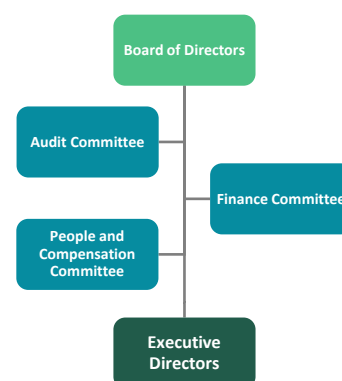 Board of Directors
Audit Committee
Finance Committee
People and
Compensation
Committee
Executive
Directors